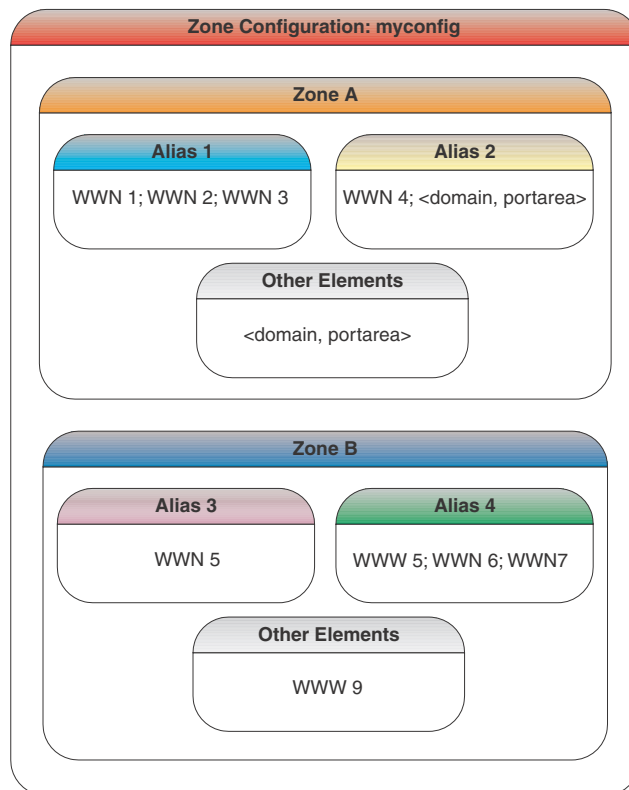 Zone Configuration: myconfig
Zone A
Alias 1
WWN 1; WWN 2; WWN 3
Alias 2
WWN 4; <domain, portarea>
Other Elements
<domain, portarea>
Zone B
Alias 3
WWN 5
Alias 4
WWW 5; WWN 6; WWN7
Other Elements
WWW 9